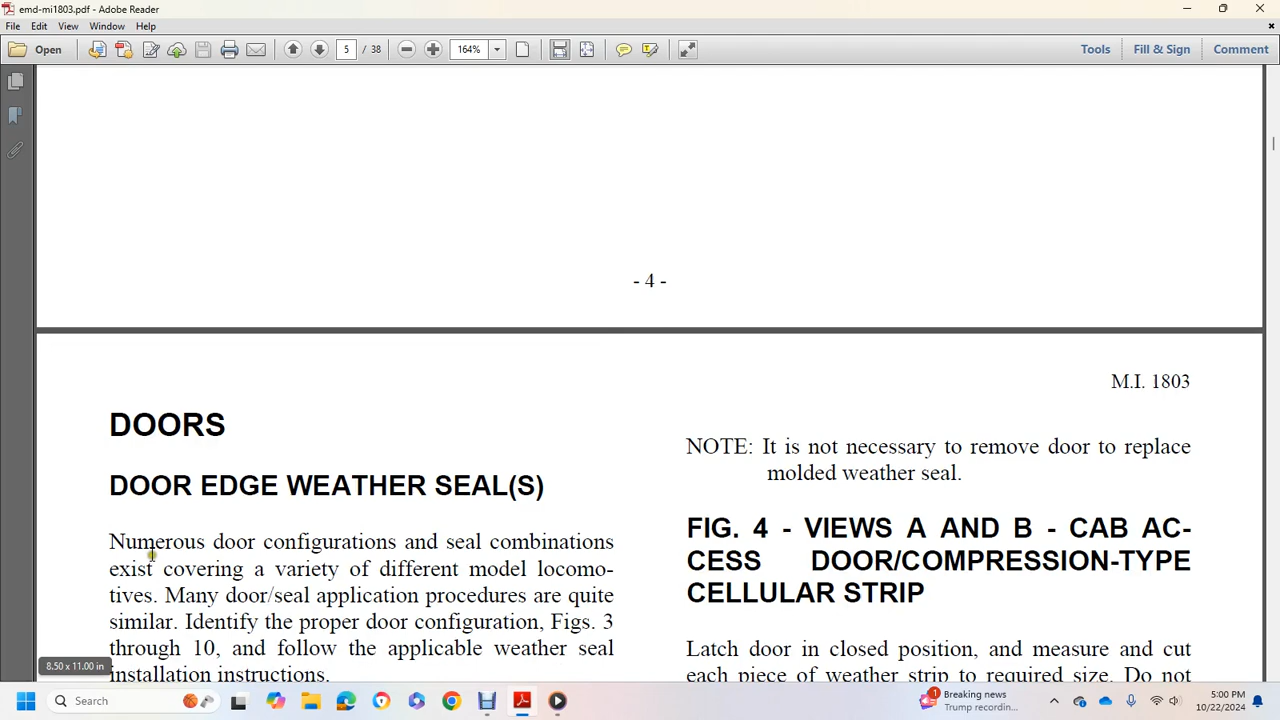 emd-mi1803.pdf - Adobe Reader
File Edit View Window Help
Open 5 / 38 164% Tools Fill & Sign Comment
- 4 -
M.I. 1803
DOORS
DOOR EDGE WEATHER SEAL(S)
Numerous door configurations and seal combinations
exist covering a variety of different model locomo-
tives. Many door/seal application procedures are quite
similar. Identify the proper door configuration, Figs. 3
through 10, and follow the applicable weather seal
installation instructions.
NOTE: It is not necessary to remove door to replace
molded weather seal.
FIG. 4 - VIEWS A AND B - CAB AC-
CESS DOOR/COMPRESSION-TYPE
CELLULAR STRIP
Latch door in closed position, and measure and cut
each piece of weather strip to required size. Do not
8.50 x 11.00 in
Search
1
Breaking news
Trump recordin...
5:00 PM
10/22/2024